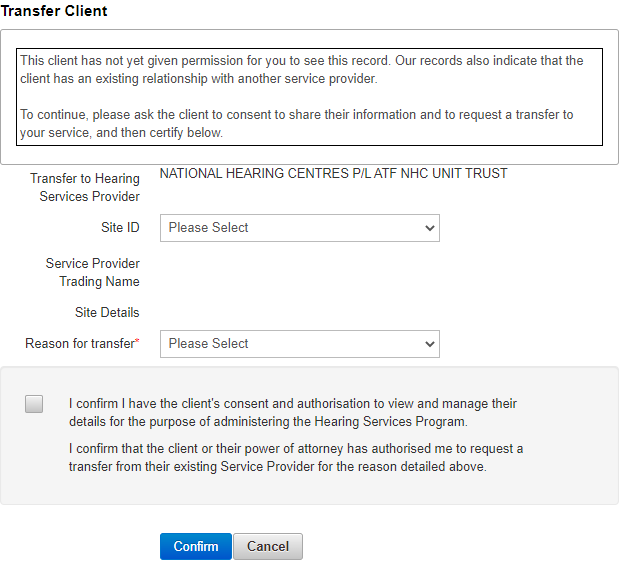 Transfer Client
This client has not yet given permission for you to see this record. Our records also indicate that the
client has an existing relationship with another service provider.
To continue, please ask the client to consent to share their information and to request a transfer to
your service, and then certify below.
Transfer to Hearing
Services Provider
NATIONAL HEARING CENTRES P/L ATF NHC UNIT TRUST
Site ID
Please Select
Service Provider
Trading Name
Site Details
Reason for transfer*
Please Select
I confirm I have the client's consent and authorisation to view and manage their
details for the purpose of administering the Hearing Services Program.
I confirm that the client or their power of attorney has authorised me to request a
transfer from their existing Service Provider for the reason detailed above.
Confirm
Cancel